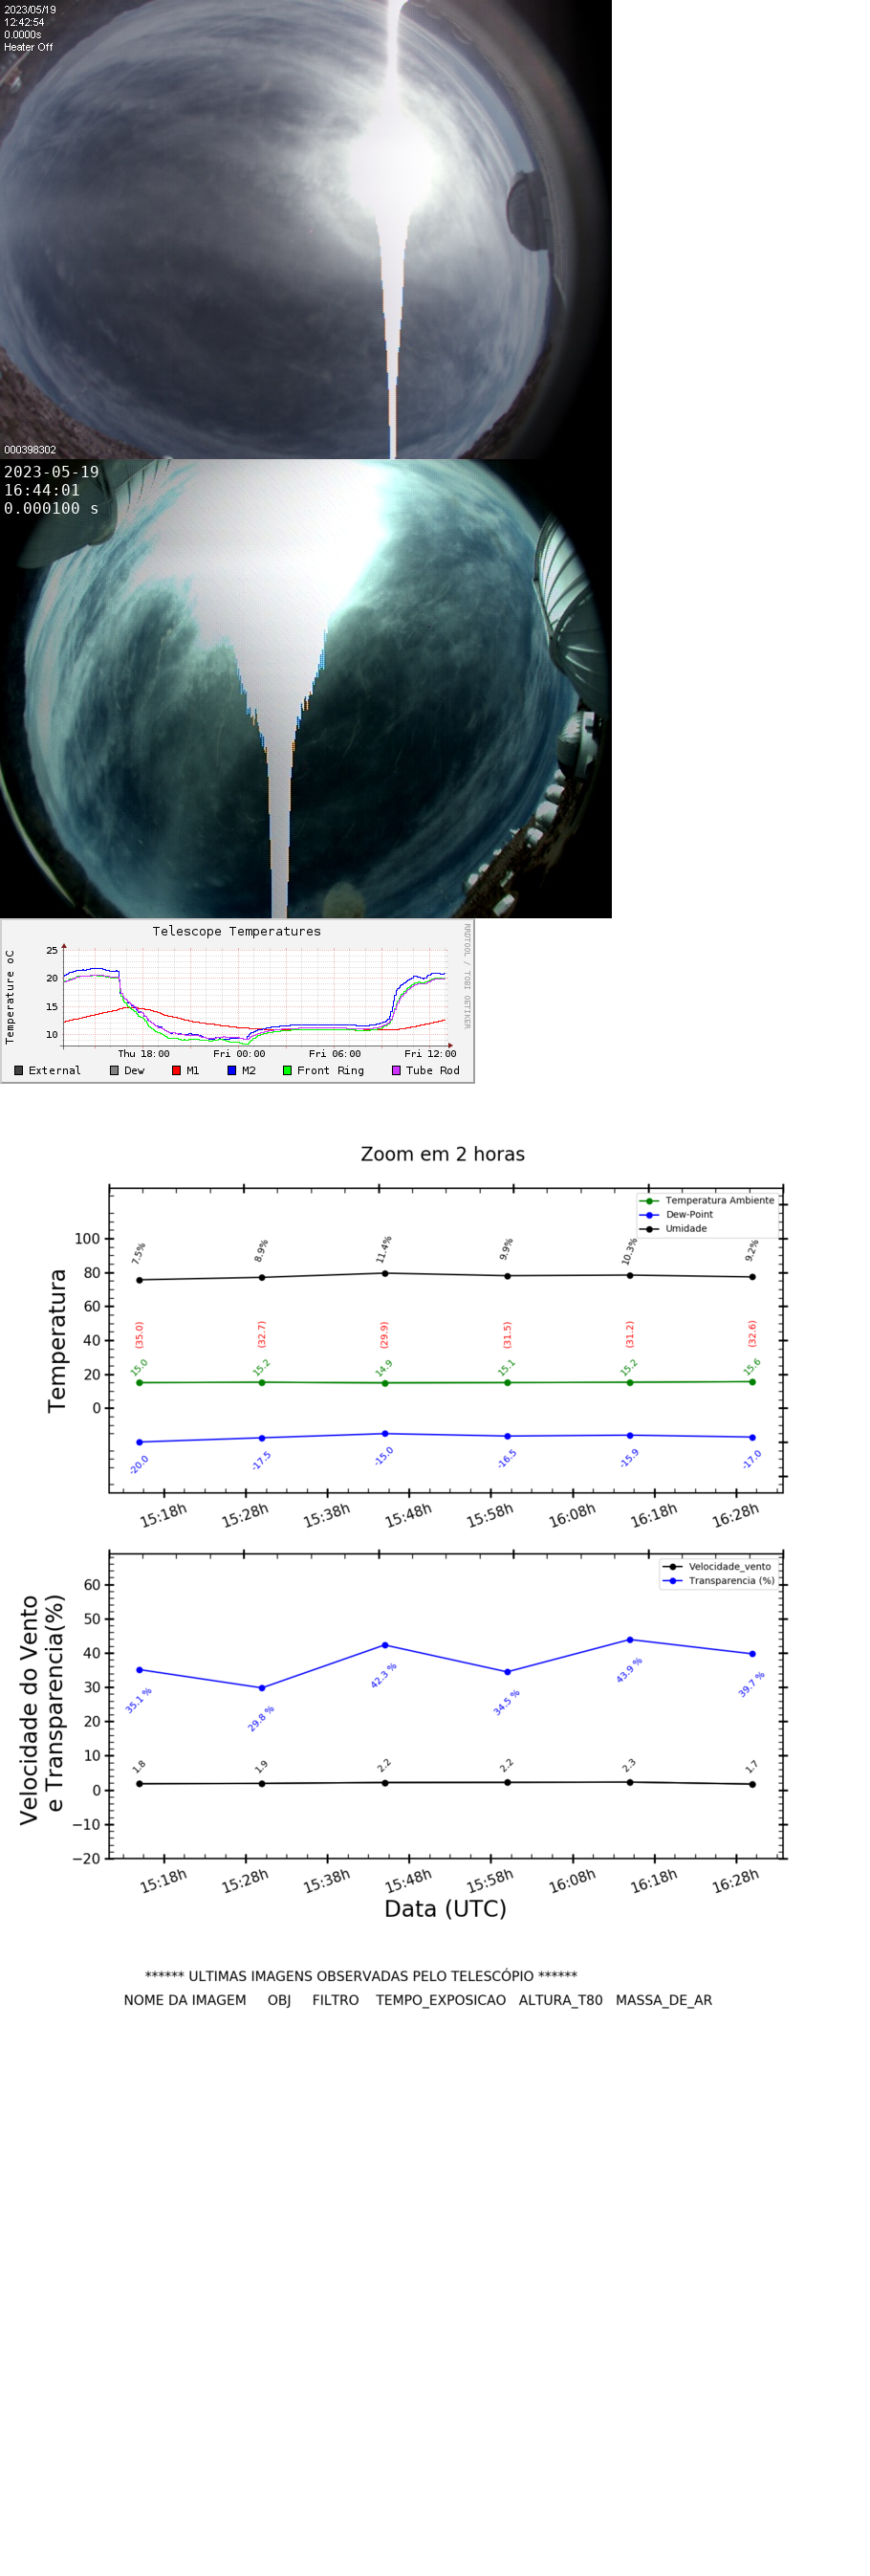 2023/05/19
12:42:54
0.0000s
Heater Off
000398302
2023-05-19
16:44:01
0.000100 s
Telescope Temperatures
RRDTOOL / TOBI OETIKER
Temperature oC
25
20
15
10
Thu 18:00 Fri 00:00 Fri 06:00 Fri 12:00
External Dew M1 M2 Front Ring Tube Rod
Zoom em 2 horas
Temperatura Ambiente
Dew-Point
Umidade
Temperatura
100
80
60
40
20
0
7.5% 8.9% 11.4% 9.9% 10.3% 9.2%
(35.0) (32.7) (29.9) (31.5) (31.2) (32.6)
15.0 15.2 14.9 15.1 15.2 15.6
-20.0 -17.5 -15.0 -16.5 -15.9 -17.0
15:18h 15:28h 15:38h 15:48h 15:58h 16:08h 16:18h 16:28h
Velocidade_vento
Transparencia (%)
Velocidade do Vento
e Transparencia(%)
60
50
40
30
20
10
0
−10
−20
35.1 % 29.8 % 42.3 % 34.5 % 43.9 % 39.7 %
1.8 1.9 2.2 2.2 2.3 1.7
15:18h 15:28h 15:38h 15:48h 15:58h 16:08h 16:18h 16:28h
Data (UTC)
****** ULTIMAS IMAGENS OBSERVADAS PELO TELESCÓPIO ******
NOME DA IMAGEM OBJ FILTRO TEMPO_EXPOSICAO ALTURA_T80 MASSA_DE_AR